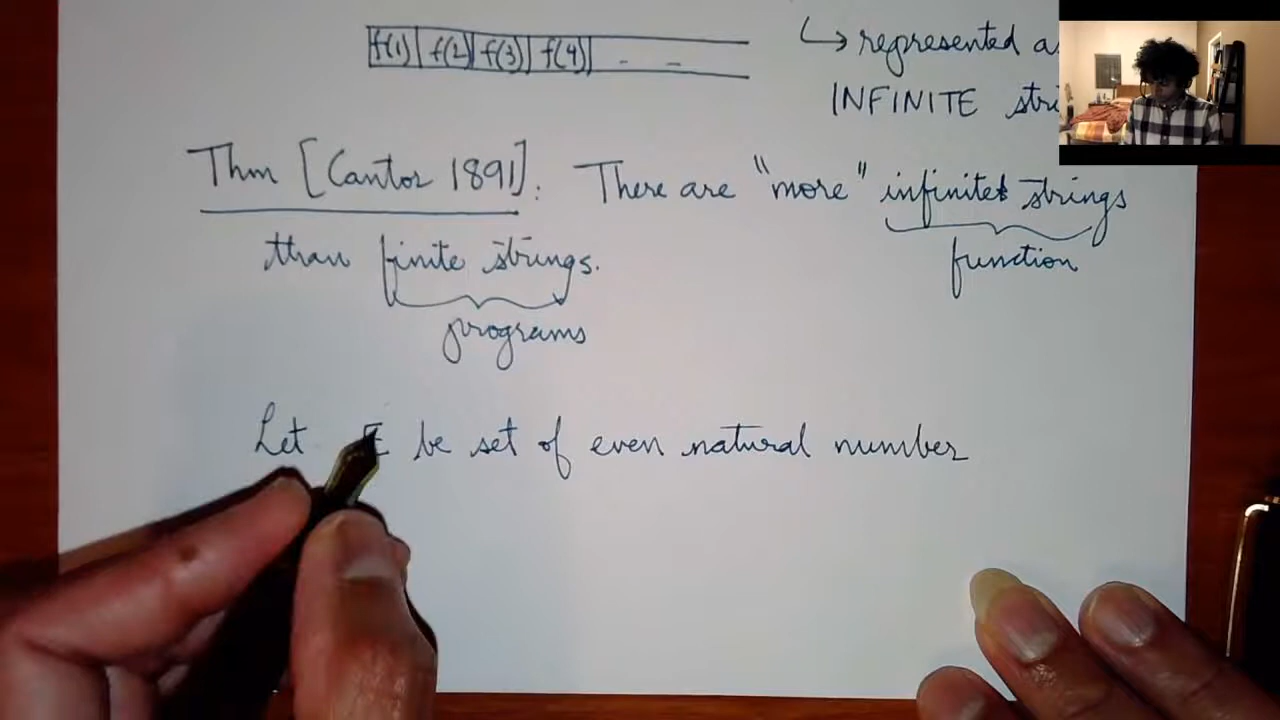 f(1) f(2) f(3) f(4) - -
↳ represented
INFINITE
Thm [Cantor 1891]: There are "more" infinite strings
than finite strings.
function
programs
Let E be set of even natural number